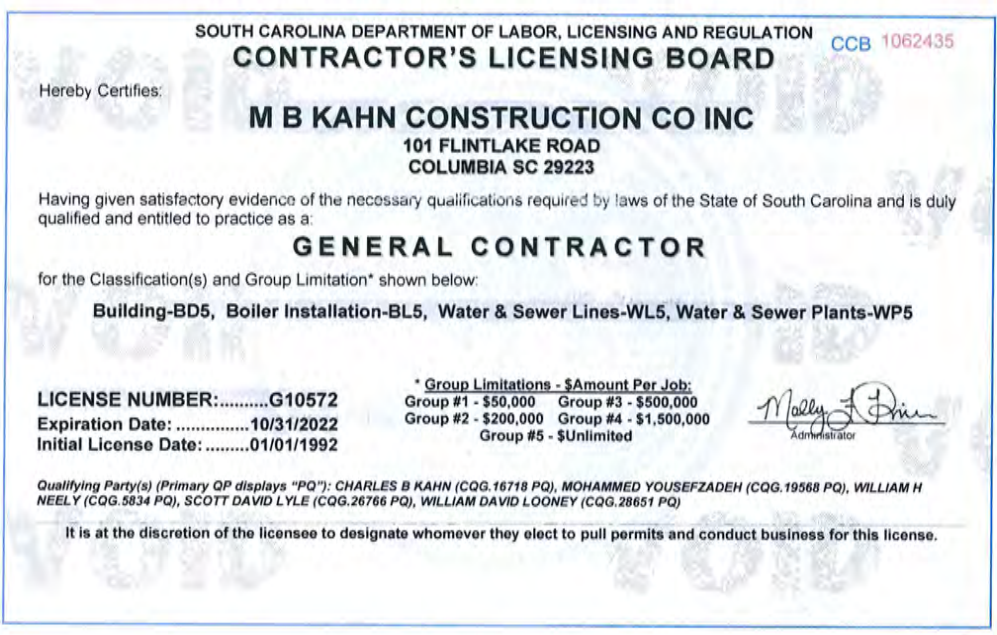 SOUTH CAROLINA DEPARTMENT OF LABOR, LICENSING AND REGULATION
CCB 1062435
CONTRACTOR'S LICENSING BOARD
Hereby Certifies:
M B KAHN CONSTRUCTION CO INC
101 FLINTLAKE ROAD
COLUMBIA SC 29223
Having given satisfactory evidence of the necessary qualifications required by laws of the State of South Carolina and is duly
qualified and entitled to practice as a:
GENERAL CONTRACTOR
for the Classification(s) and Group Limitation* shown below:
Building-BD5, Boiler Installation-BL5, Water & Sewer Lines-WL5, Water & Sewer Plants-WP5
LICENSE NUMBER:.........G10572
Expiration Date: ..............10/31/2022
Initial License Date: .........01/01/1992
* Group Limitations - $Amount Per Job:
Group #1 - $50,000 Group #3 - $500,000
Group #2 - $200,000 Group #4 - $1,500,000
Group #5 - $Unlimited
Administrator
Qualifying Party(s) (Primary QP displays "PQ"): CHARLES B KAHN (CQG.16718 PQ), MOHAMMED YOUSEFZADEH (CQG.19568 PQ), WILLIAM H
NEELY (CQG.5834 PQ), SCOTT DAVID LYLE (CQG.26766 PQ), WILLIAM DAVID LOONEY (CQG.28651 PQ)
It is at the discretion of the licensee to designate whomever they elect to pull permits and conduct business for this license.
VOID